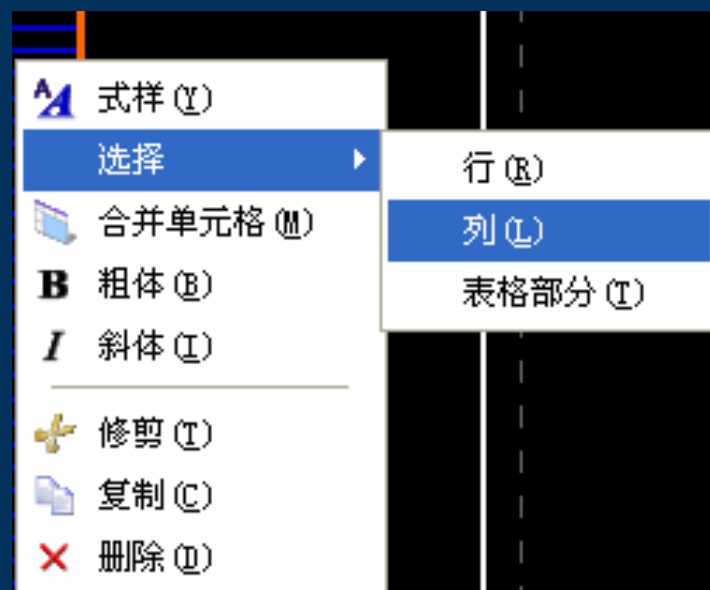 式样(Y)
选择
合并单元格(M)
粗体(B)
斜体(I)
修剪(T)
复制(C)
删除(D)
行(R)
列(L)
表格部分(T)